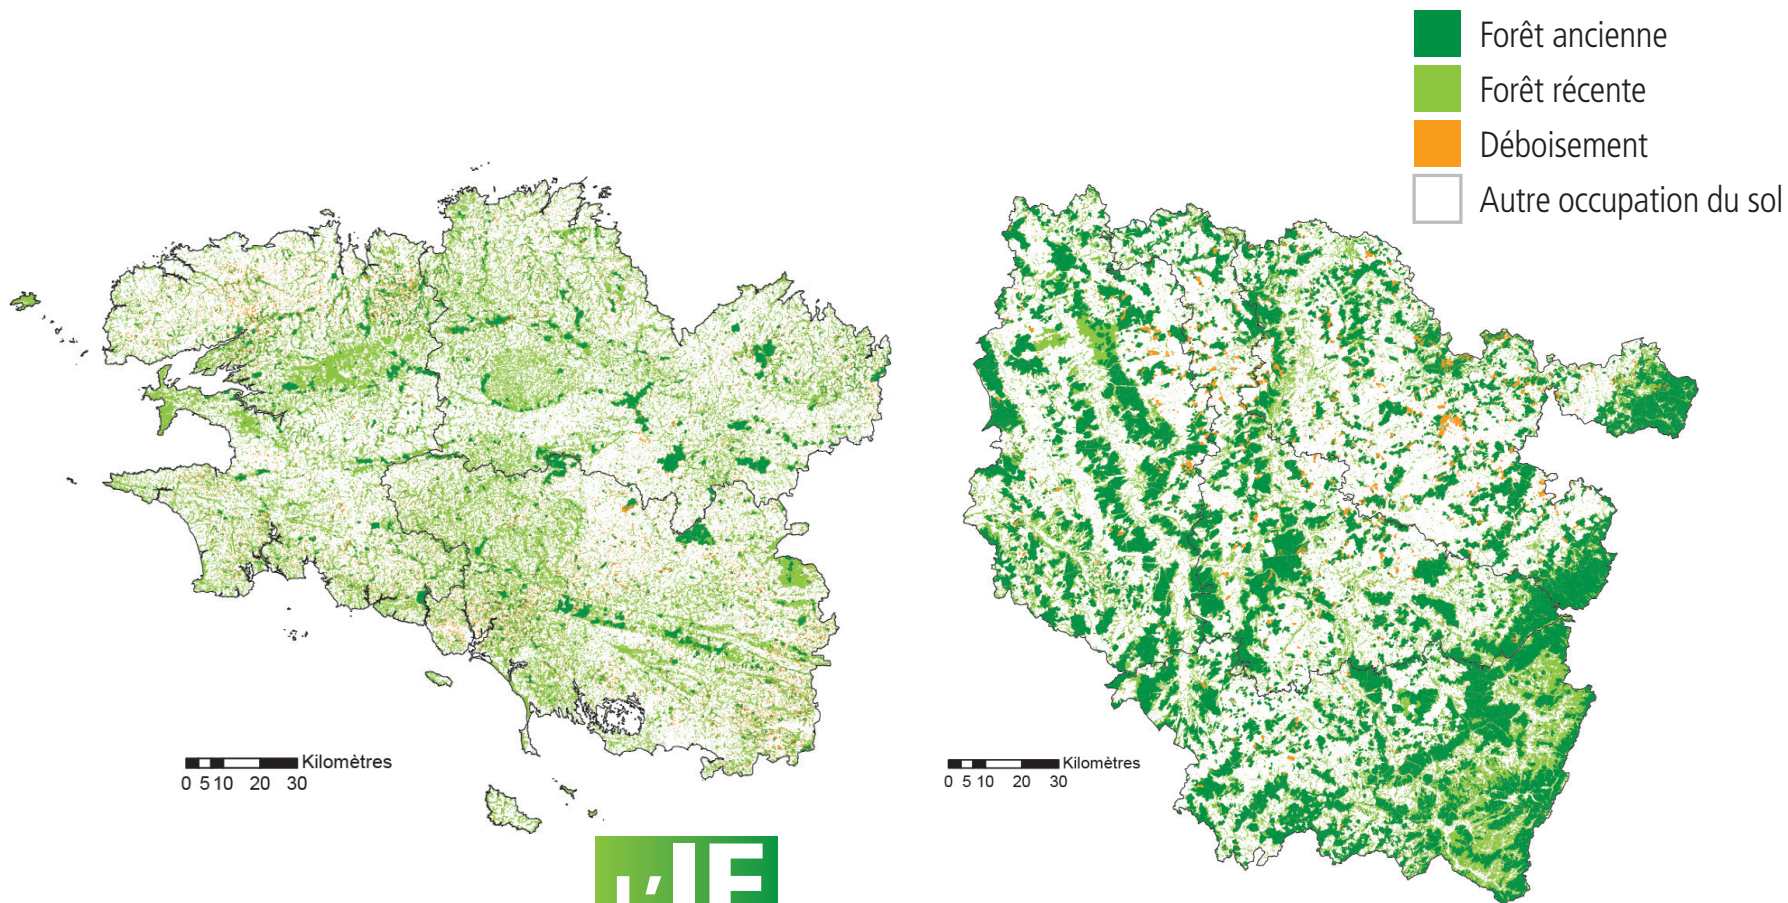 Forêt ancienne
Forêt récente
Déboisement
Autre occupation du sol
Kilomètres
0 5 10 20 30
Kilomètres
0 5 10 20 30
L'IF